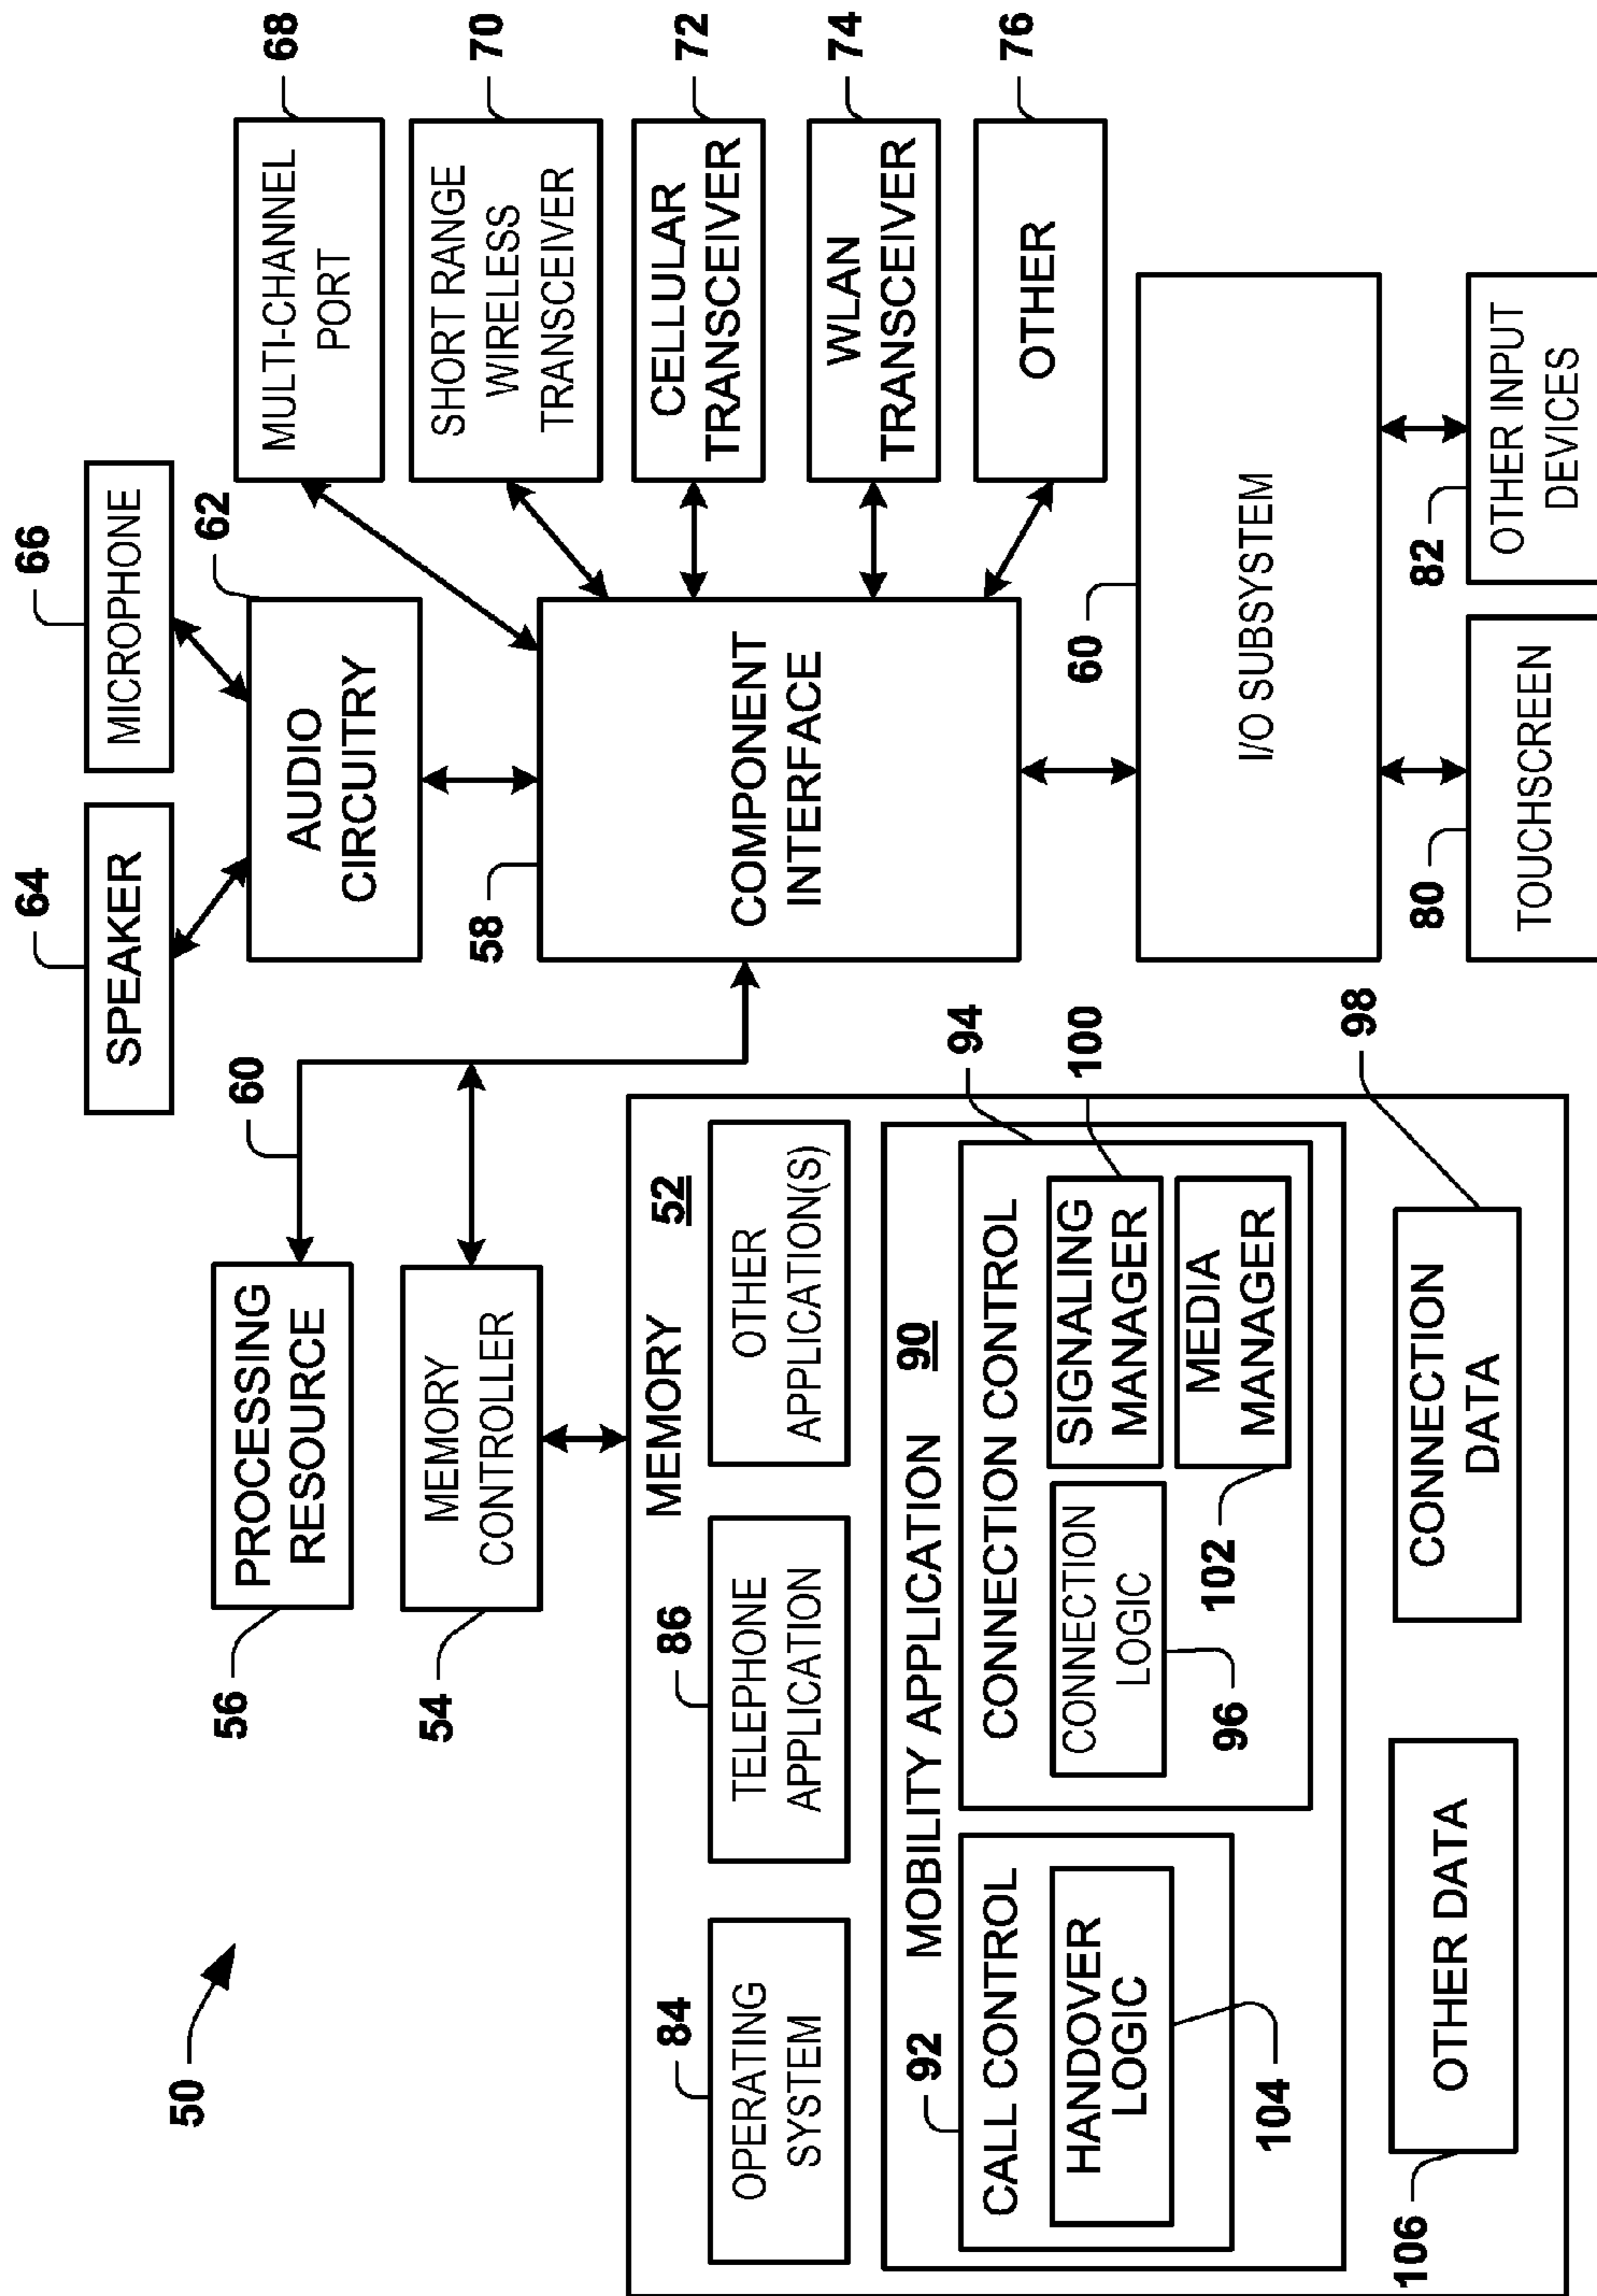 50
56
PROCESSING
RESOURCE
60
54
MEMORY
CONTROLLER
64
SPEAKER
66
MICROPHONE
62
AUDIO
CIRCUITRY
58
COMPONENT
INTERFACE
68
MULTI-CHANNEL
PORT
70
SHORT RANGE
WIRELESS
TRANSCEIVER
72
CELLULAR
TRANSCEIVER
74
WLAN
TRANSCEIVER
76
OTHER
60
I/O SUBSYSTEM
80
TOUCHSCREEN
82
OTHER INPUT
DEVICES
MEMORY 52
84
OPERATING
SYSTEM
86
TELEPHONE
APPLICATION
OTHER
APPLICATION(S)
MOBILITY APPLICATION 90
92
CALL CONTROL
HANDOVER
LOGIC
104
94
CONNECTION CONTROL
CONNECTION
LOGIC
96
100
SIGNALING
MANAGER
MEDIA
MANAGER
102
106
OTHER DATA
98
CONNECTION
DATA